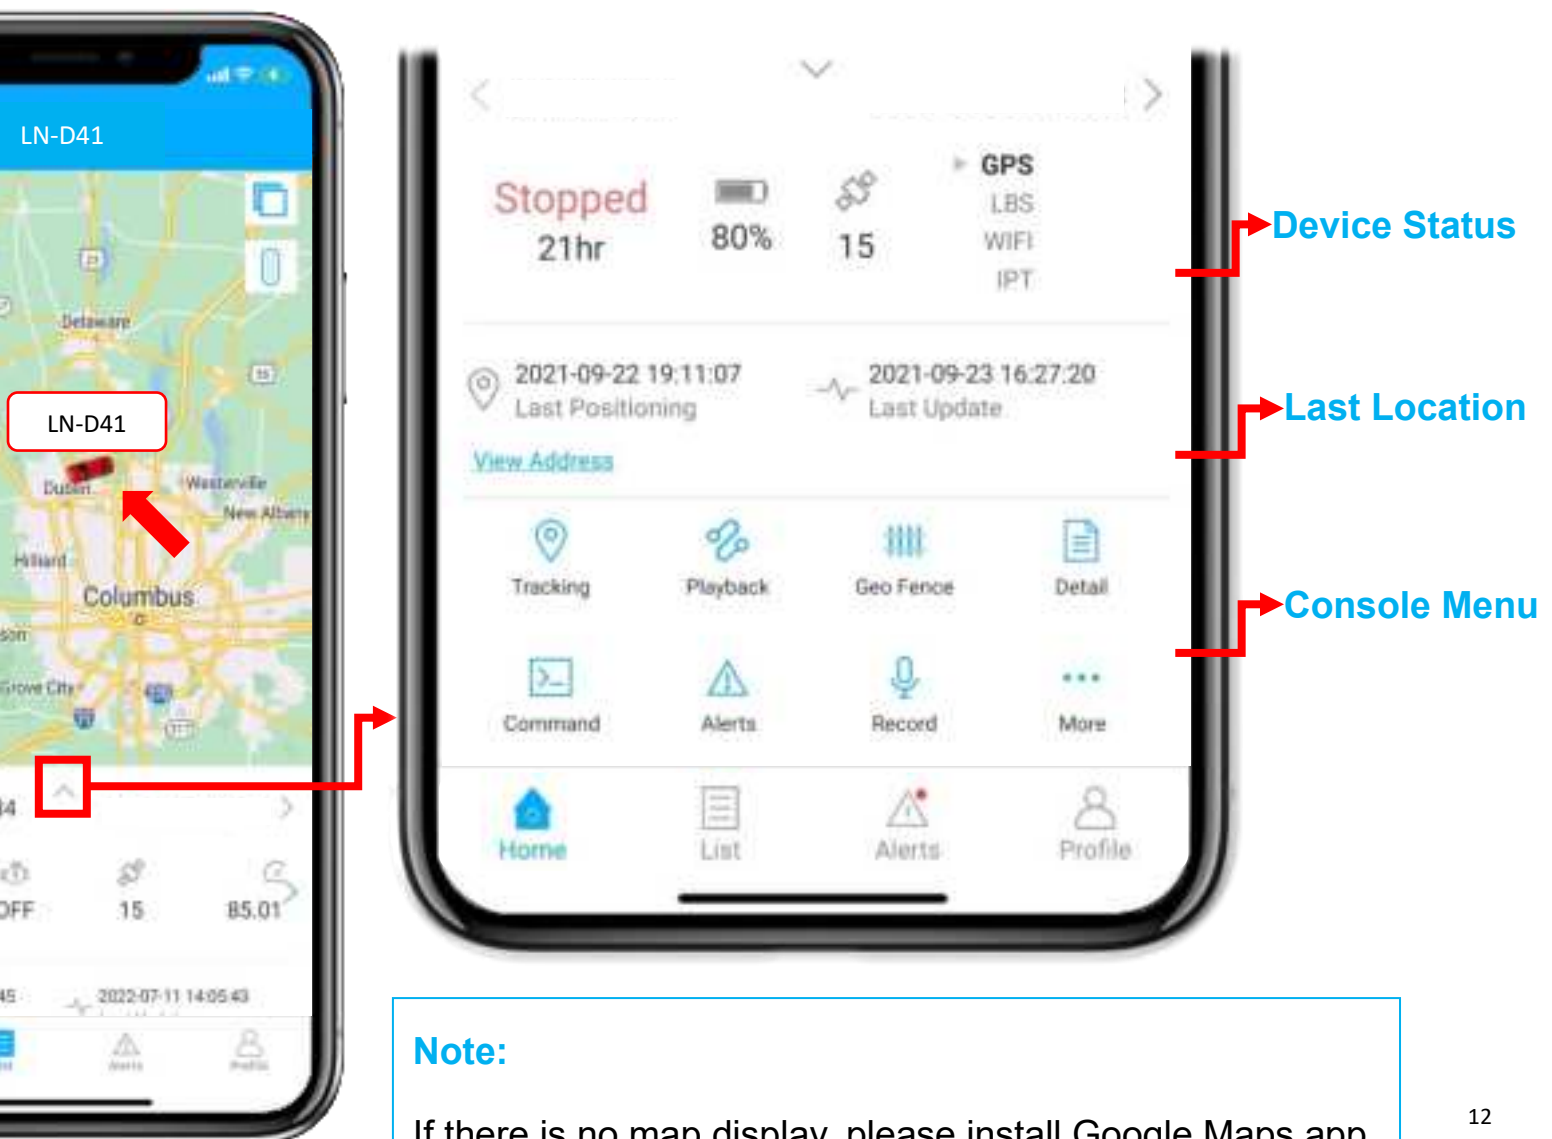 LN-D41
Delaware
LN-D41
Dublin
Westerville
New Albany
Hilliard
Columbus
Grove City
15
85.01
2022-07-11 14:05:43
Alerts
Profile
Stopped
21hr
80%
15
GPS
LBS
WIFI
IPT
2021-09-22 19:11:07
Last Positioning
2021-09-23 16:27:20
Last Update
View Address
Tracking
Playback
Geo Fence
Detail
Command
Alerts
Record
More
Home
List
Alerts
Profile
Device Status
Last Location
Console Menu
Note:
If there is no map display, please install Google Maps app
12